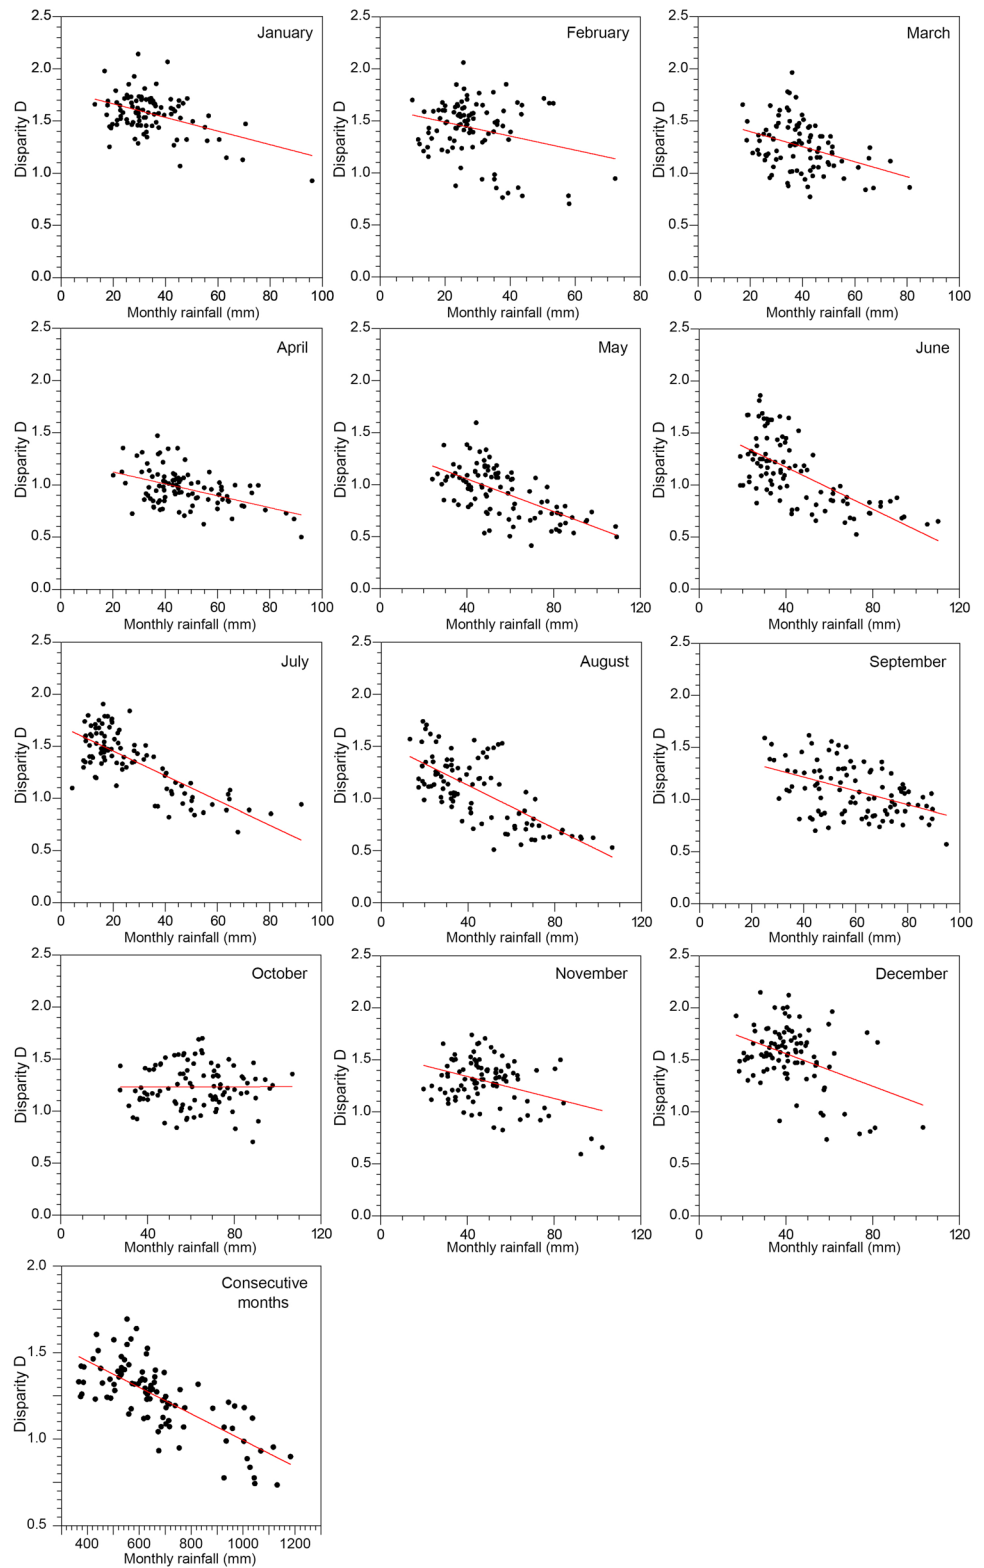 January
Disparity D
2.5
2.0
1.5
1.0
0.5
0.0
0 20 40 60 80 100
Monthly rainfall (mm)
February
Disparity D
2.5
2.0
1.5
1.0
0.5
0.0
0 20 40 60 80
Monthly rainfall (mm)
March
Disparity D
2.5
2.0
1.5
1.0
0.5
0.0
0 20 40 60 80 100
Monthly rainfall (mm)
April
Disparity D
2.5
2.0
1.5
1.0
0.5
0.0
0 20 40 60 80 100
Monthly rainfall (mm)
May
Disparity D
2.5
2.0
1.5
1.0
0.5
0.0
0 40 80 120
Monthly rainfall (mm)
June
Disparity D
2.5
2.0
1.5
1.0
0.5
0.0
0 40 80 120
Monthly rainfall (mm)
July
Disparity D
2.5
2.0
1.5
1.0
0.5
0.0
0 20 40 60 80 100
Monthly rainfall (mm)
August
Disparity D
2.5
2.0
1.5
1.0
0.5
0.0
0 40 80 120
Monthly rainfall (mm)
September
Disparity D
2.5
2.0
1.5
1.0
0.5
0.0
0 20 40 60 80 100
Monthly rainfall (mm)
October
Disparity D
2.5
2.0
1.5
1.0
0.5
0.0
0 40 80 120
Monthly rainfall (mm)
November
Disparity D
2.5
2.0
1.5
1.0
0.5
0.0
0 40 80 120
Monthly rainfall (mm)
December
Disparity D
2.5
2.0
1.5
1.0
0.5
0.0
0 40 80 120
Monthly rainfall (mm)
Consecutive
months
Disparity D
2.0
1.5
1.0
0.5
400 600 800 1000 1200
Monthly rainfall (mm)